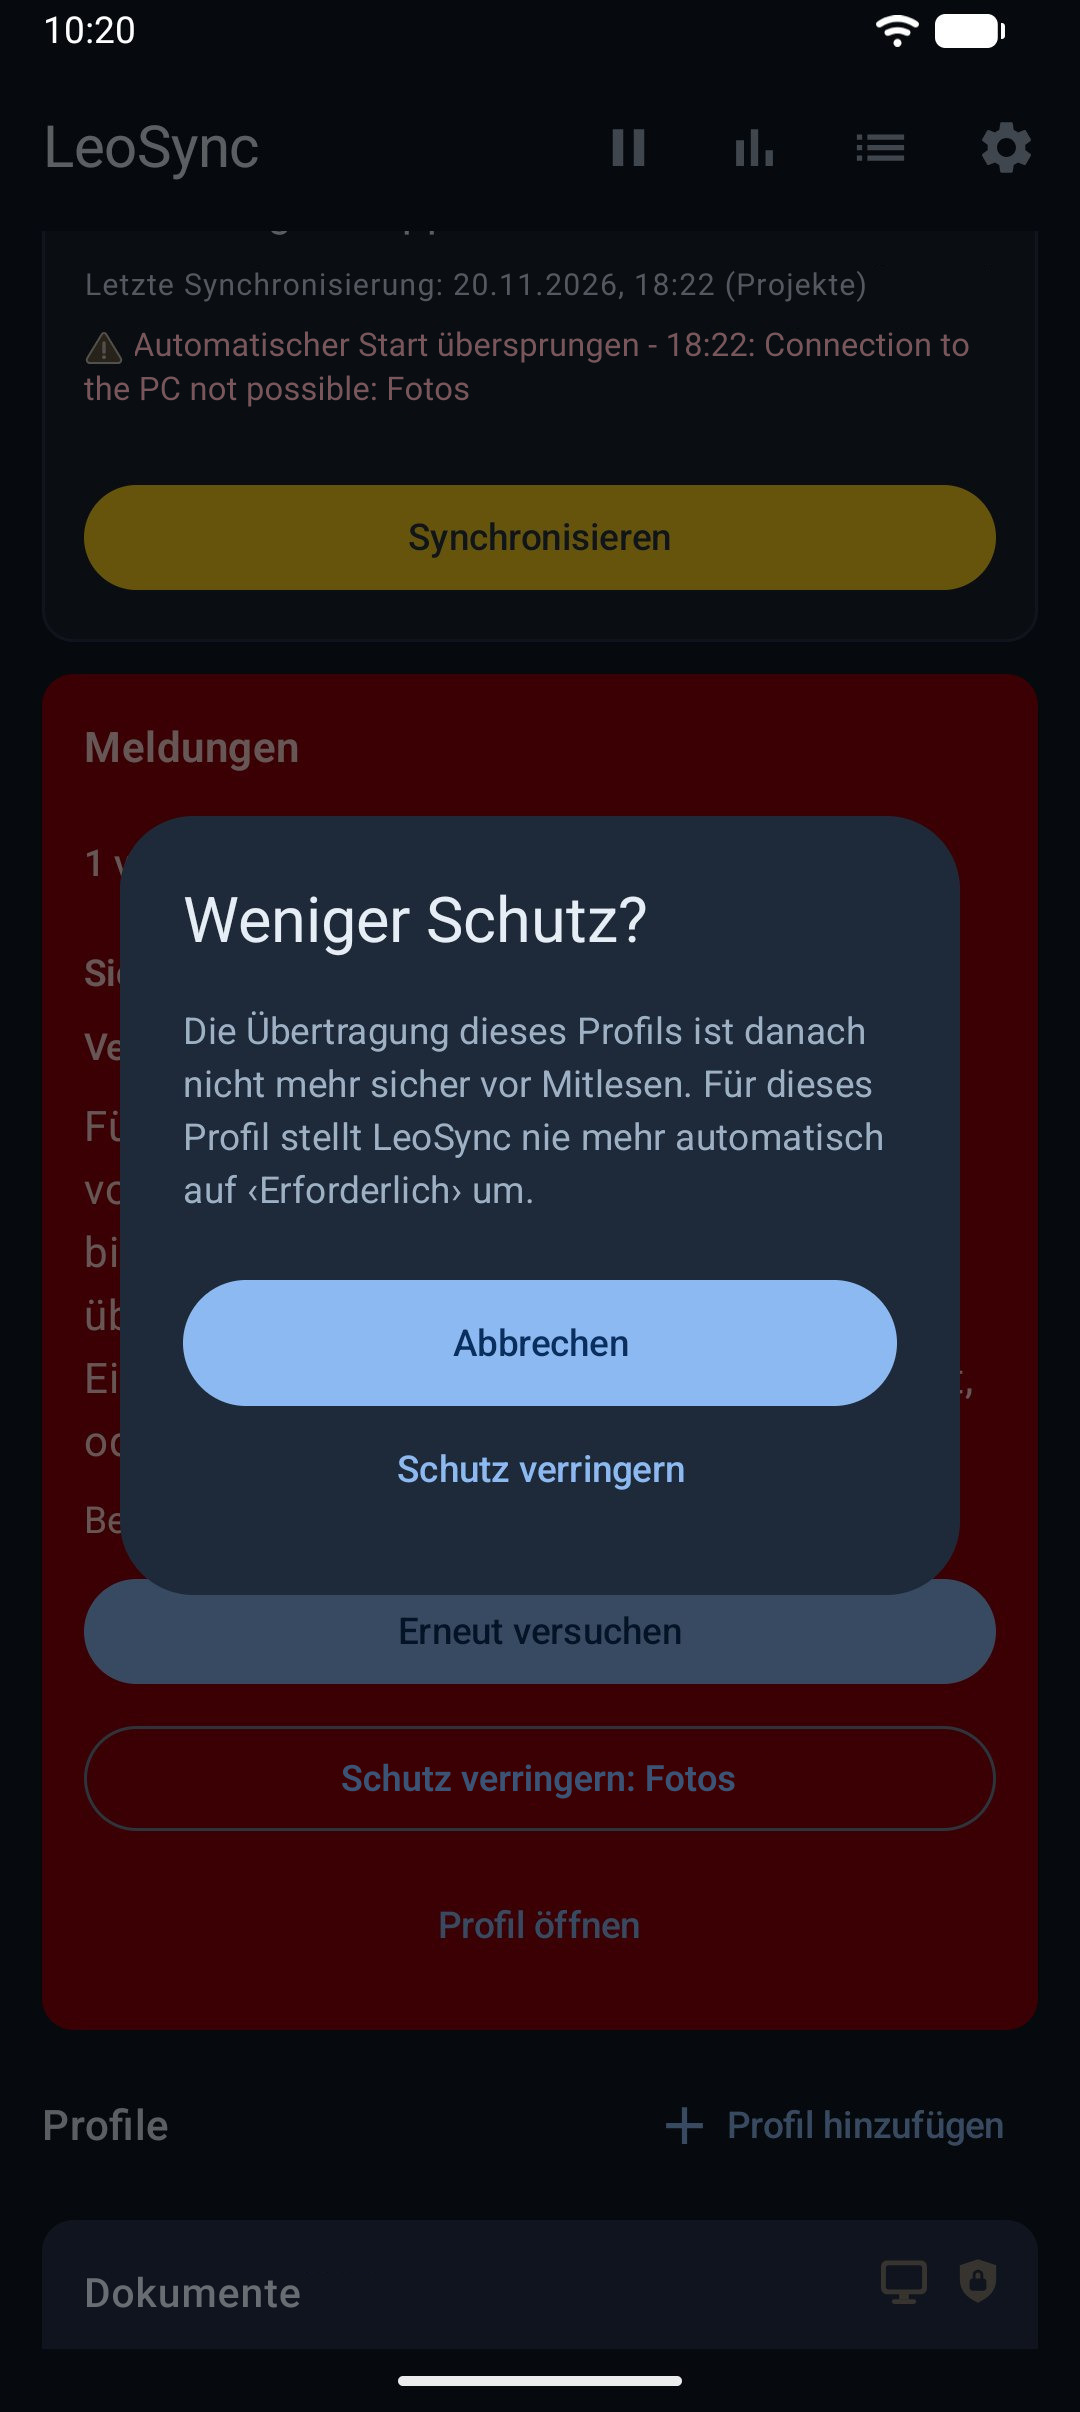 10:20
LeoSync
Letzte Synchronisierung: 20.11.2026, 18:22 (Projekte)
Automatischer Start übersprungen - 18:22: Connection to
the PC not possible: Fotos
Synchronisieren
Meldungen
1
Weniger Schutz?
Die Übertragung dieses Profils ist danach
nicht mehr sicher vor Mitlesen. Für dieses
Profil stellt LeoSync nie mehr automatisch
auf ‹Erforderlich› um.
Abbrechen
Schutz verringern
Erneut versuchen
Schutz verringern: Fotos
Profil öffnen
Profile
Profil hinzufügen
Dokumente